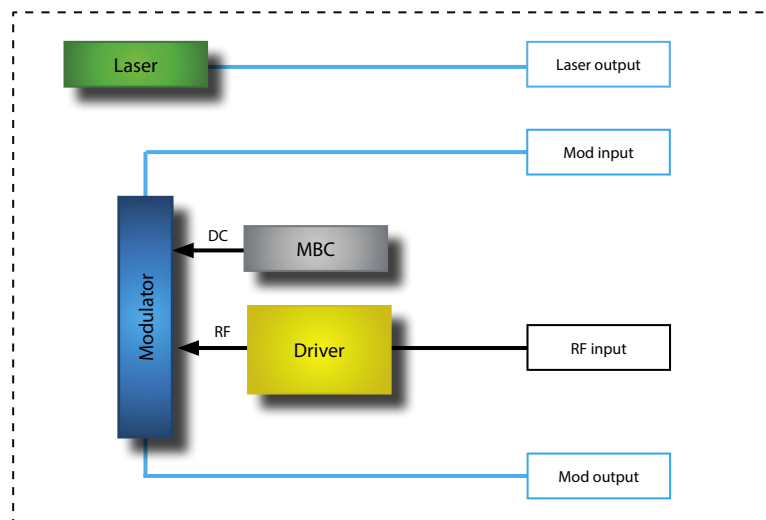 Laser
Laser output
Mod input
DC
MBC
Modulator
RF
Driver
RF input
Mod output